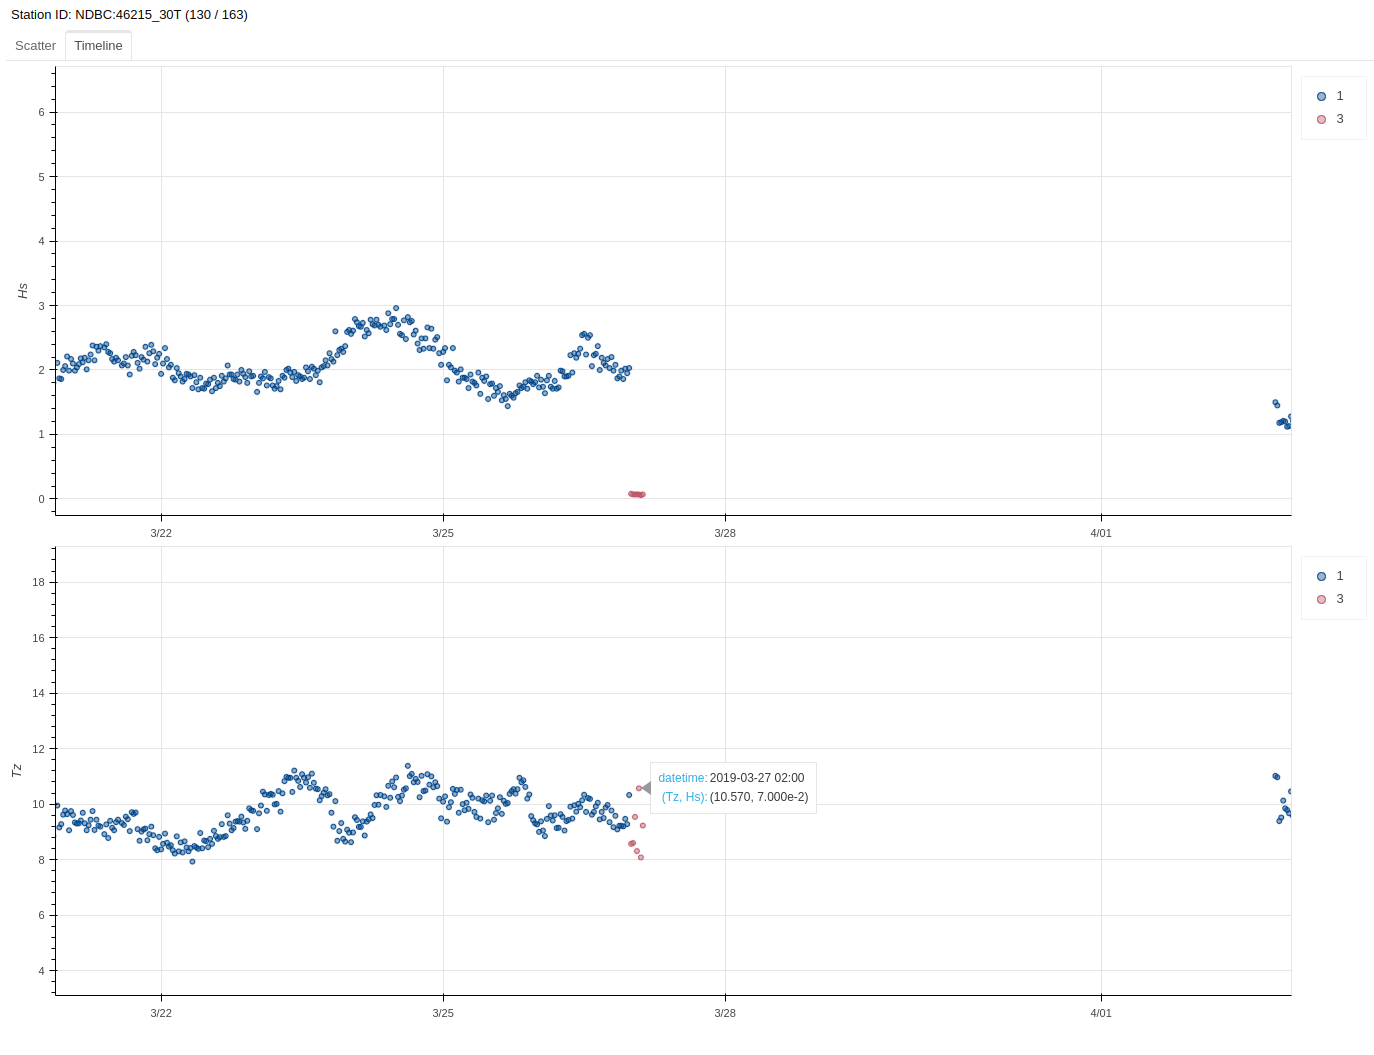 Station ID: NDBC:46215_30T (130 / 163)
Scatter Timeline
6
5
4
3
2
1
0
Hs
3/22 3/25 3/28 4/01
1
3
18
16
14
12
10
8
6
4
Tz
datetime: 2019-03-27 02:00
(Tz, Hs): (10.570, 7.000e-2)
3/22 3/25 3/28 4/01
1
3